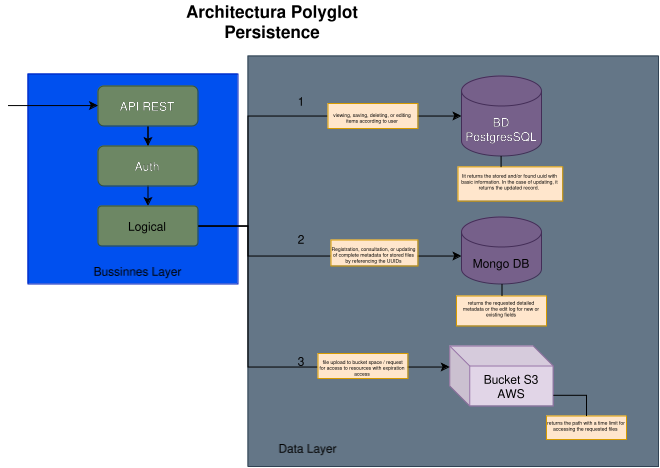 Architectura Polyglot
Persistence
API REST
Auth
Logical
Bussinnes Layer
1
viewing, saving, deleting, or editing
items according to user
BD
PostgresSQL
Iit returns the stored and/or found uuid with
basic information. In the case of updating, it
returns the updated record.
2
Registration, consultation, or updating
of complete metadata for stored files
by referencing the UUIDs
Mongo DB
returns the requested detailed
metadata or the edit log for new or
existing fields
3
file upload to bucket space / request
for access to resources with expiration
access
Bucket S3
AWS
returns the path with a time limit for
accessing the requested files
Data Layer